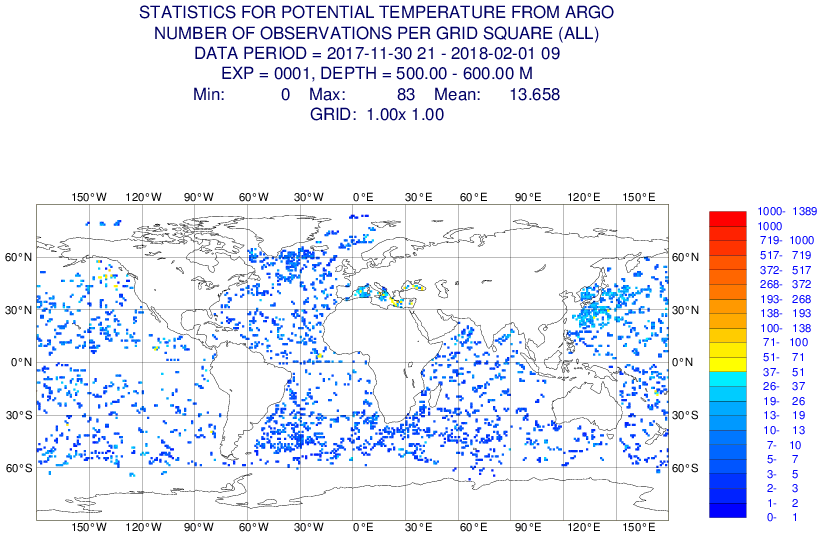 STATISTICS FOR POTENTIAL TEMPERATURE FROM ARGO
NUMBER OF OBSERVATIONS PER GRID SQUARE (ALL)
DATA PERIOD = 2017-11-30 21 - 2018-02-01 09
EXP = 0001, DEPTH = 500.00 - 600.00 M
Min: 0 Max: 83 Mean: 13.658
GRID: 1.00x 1.00
150°W 120°W 90°W 60°W 30°W 0°E 30°E 60°E 90°E 120°E 150°E
60°N 60°N
30°N 30°N
0°N 0°N
30°S 30°S
60°S 60°S
150°W 120°W 90°W 60°W 30°W 0°E 30°E 60°E 90°E 120°E 150°E
1000- 1389
1000
719- 1000
517- 719
372- 517
268- 372
193- 268
138- 193
100- 138
71- 100
51- 71
37- 51
26- 37
19- 26
13- 19
10- 13
7- 10
5- 7
3- 5
2- 3
1- 2
0- 1